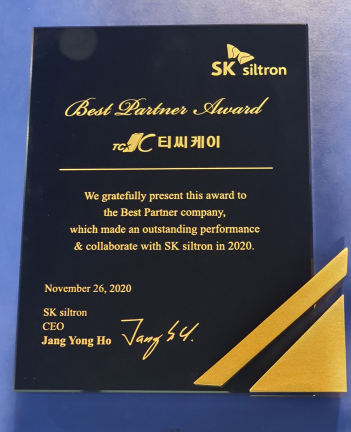 SK siltron
Best Partner Award
TCK 티씨케이
We gratefully present this award to
the Best Partner company,
which made an outstanding performance
& collaborate with SK siltron in 2020.
November 26, 2020
SK siltron
CEO
Jang Yong Ho